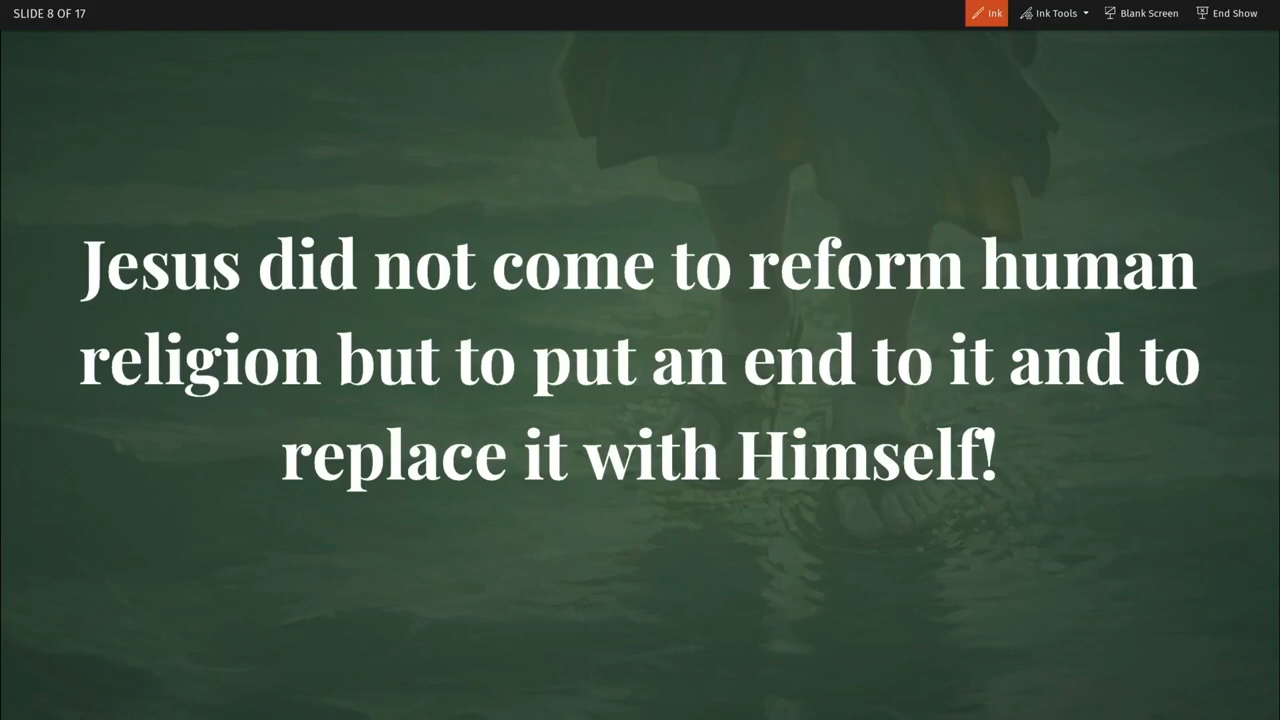 SLIDE 8 OF 17
Ink
Ink Tools
Blank Screen
End Show
Jesus did not come to reform human
religion but to put an end to it and to
replace it with Himself!